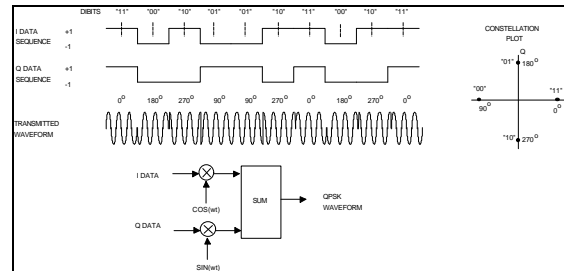 DIBITS "11" "00" "10" "01" "01" "10" "11" "00" "10" "11"
I DATA +1
SEQUENCE -1
Q DATA +1
SEQUENCE -1
0° 180° 270° 90° 90° 270° 0° 180° 270° 0°
TRANSMITTED
WAVEFORM
I DATA
COS(wt)
SUM
QPSK
WAVEFORM
Q DATA
SIN(wt)
CONSTELLATION
PLOT
Q
"01" 180°
"00" "11"
90° 0°
"10" 270°